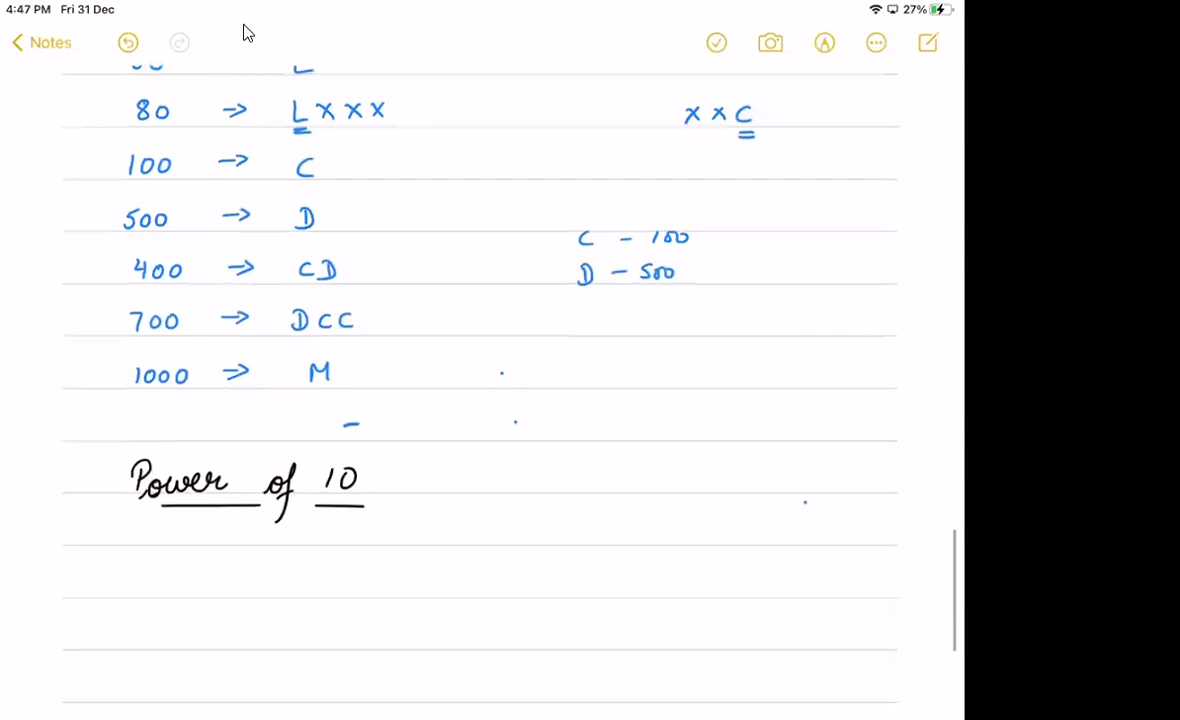 4:47 PM Fri 31 Dec 27%
Notes
80 → LXXX XXC
100 → C
500 → D
C - 100
400 → CD D - 500
700 → DCC
1000 → M
-
Power of 10